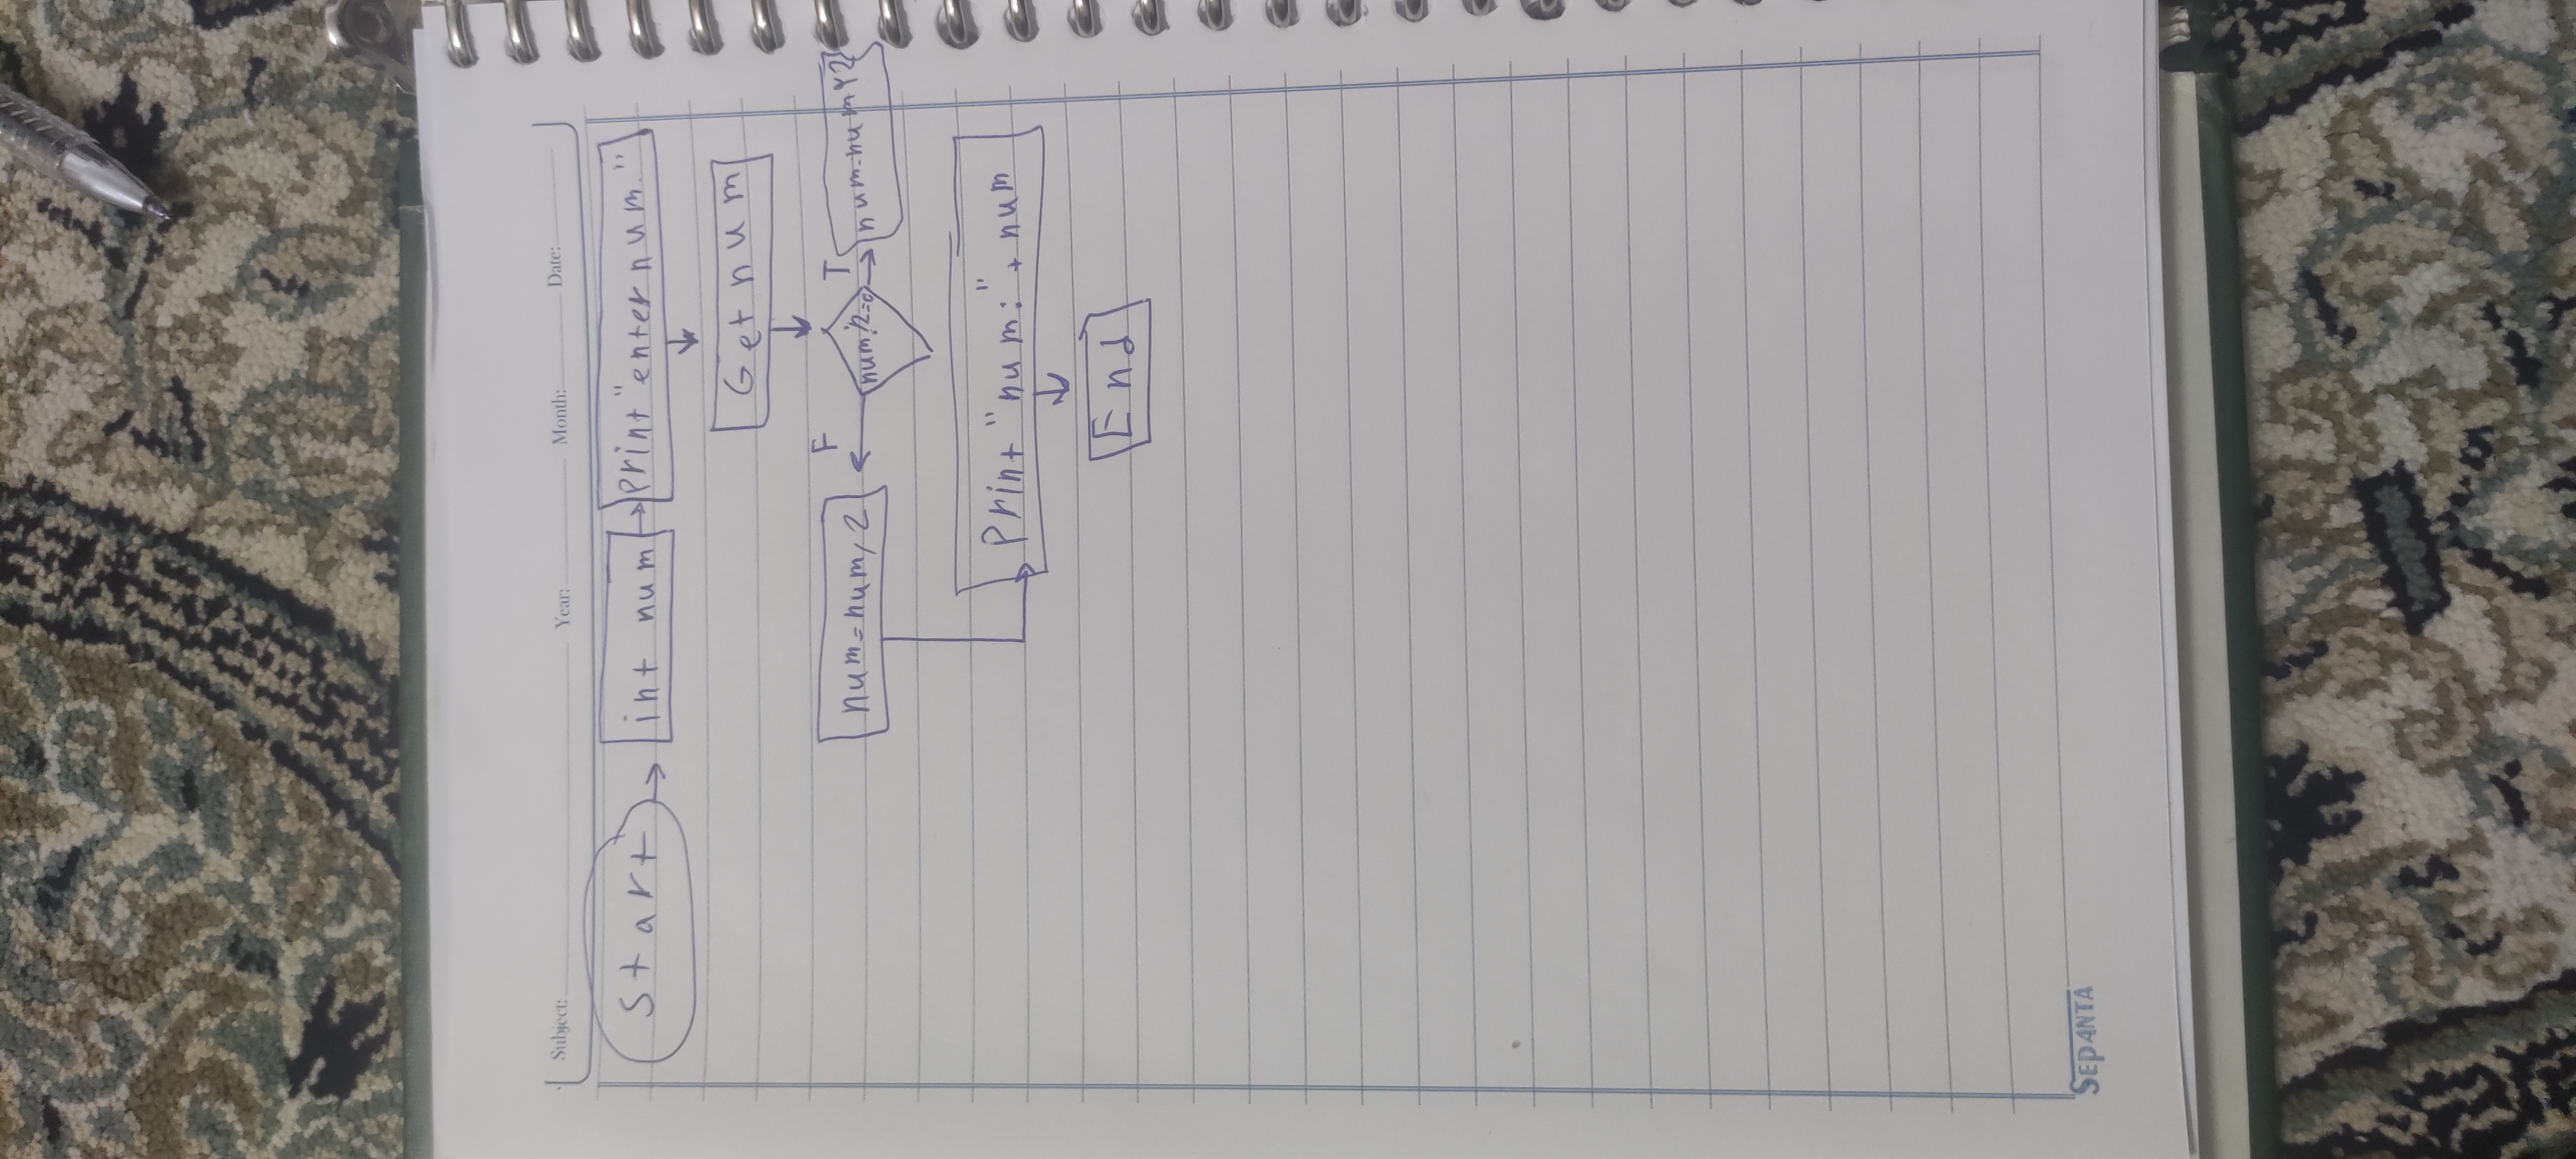 Subject: Year: Month: Date:
Start int num Print "enter num."
Get num
F T
num=num/2 num%2=0 num=num*2
Print "num:"+ num
End
SEPANTA